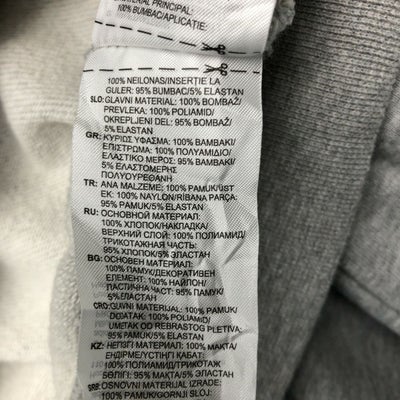 MATERIAL PRINCIPAL:
100% BUMBAC/APLICAȚIE:
100% NEILONAS/INSERȚIE LA
GULER: 95% BUMBAC/5% ELASTAN
SLO: GLAVNI MATERIAL: 100% BOMBAŽ/
PREVLEKA: 100% POLIAMID/
OKREPLJENI DEL: 95% BOMBAŽ/
5% ELASTAN
GR: ΚΥΡΙΩΣ ΥΦΑΣΜΑ: 100% ΒΑΜΒΑΚΙ/
ΕΠΙΣΤΡΩΜΑ: 100% ΠΟΛΥΑΜΙΔΙΟ/
ΕΛΑΣΤΙΚΟ ΜΕΡΟΣ: 95% ΒΑΜΒΑΚΙ/
5% ΕΛΑΣΤΟΜΕΡΗΣ
ΠΟΛΥΟΥΡΕΘΑΝΗ
TR: ANA MALZEME: 100% PAMUK/ÜST
EK: 100% NAYLON/RİBANA PARÇA:
95% PAMUK/5% ELASTAN
RU: ОСНОВНОЙ МАТЕРИАЛ:
100% ХЛОПОК/НАКЛАДКА/
ВЕРХНИЙ СЛОЙ: 100% ПОЛИАМИД/
ТРИКОТАЖНАЯ ЧАСТЬ:
95% ХЛОПОК/5% ЭЛАСТАН
BG: ОСНОВЕН МАТЕРИАЛ:
100% ПАМУК/ДЕКОРАТИВЕН
ЕЛЕМЕНТ: 100% НАЙЛОН/
ЛАСТИЧНА ЧАСТ: 95% ПАМУК/
5% ЕЛАСТАН
CRO: GLAVNI MATERIJAL: 100% PAMUK/
DODATAK: 100% POLIAMID/
UMETAK OD REBRASTOG PLETIVA:
95% PAMUK/5% ELASTAN
KZ: НЕГІЗГІ МАТЕРИАЛ: 100% МАҚТА/
ЕНДІРМЕ/ҮСТІҢГІ ҚАБАТ:
100% ПОЛИАМИД/ТРИКОТАЖ
БӨЛІГІ: 95% МАҚТА/5% ЭЛАСТАН
SRB: OSNOVNI MATERIJAL IZRADE:
100% PAMUK/GORNJI SLOJ: